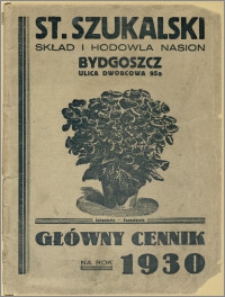 ST. SZUKALSKI
SKŁAD I HODOWLA NASION
BYDGOSZCZ
ULICA DWORCOWA 95a
GŁÓWNY CENNIK
NA ROK 1930